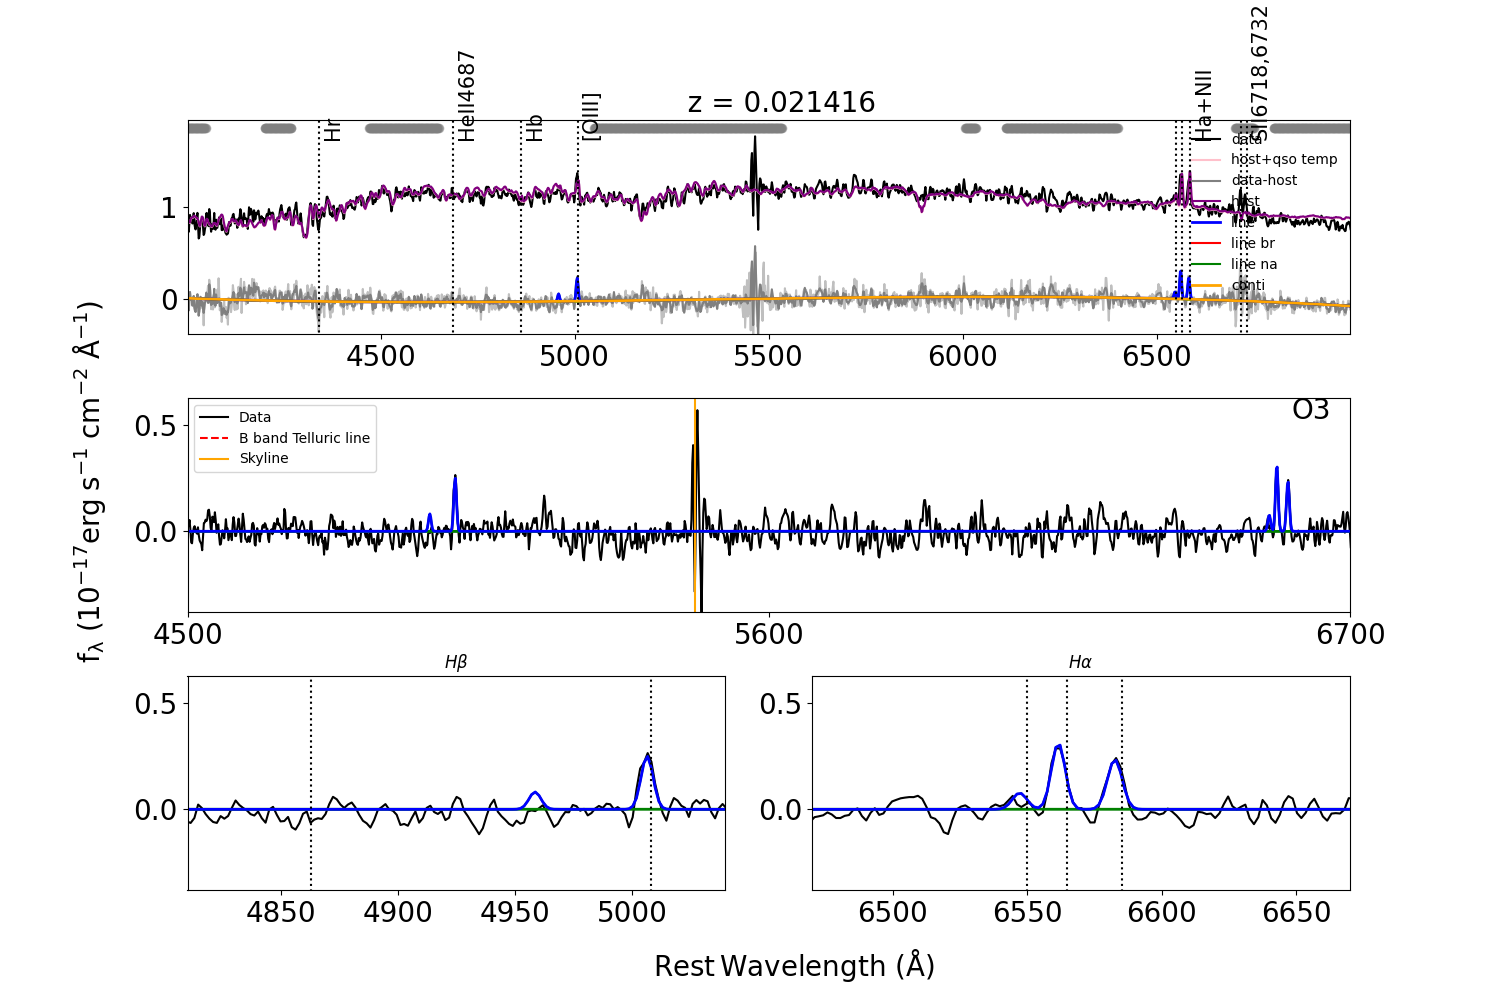 z = 0.021416
Hr
HeII4687
Hb
[OIII]
Ha+NII
SII6718,6732
data
host+qso temp
data-host
host
line
line br
line na
conti
1
0
4500 5000 5500 6000 6500
f_λ (10⁻¹⁷erg s⁻¹ cm⁻² Å⁻¹)
O3
Data
B band Telluric line
Skyline
0.5
0.0
4500 5600 6700
Hβ
0.5
0.0
4850 4900 4950 5000
Hα
0.5
0.0
6500 6550 6600 6650
Rest Wavelength (Å)